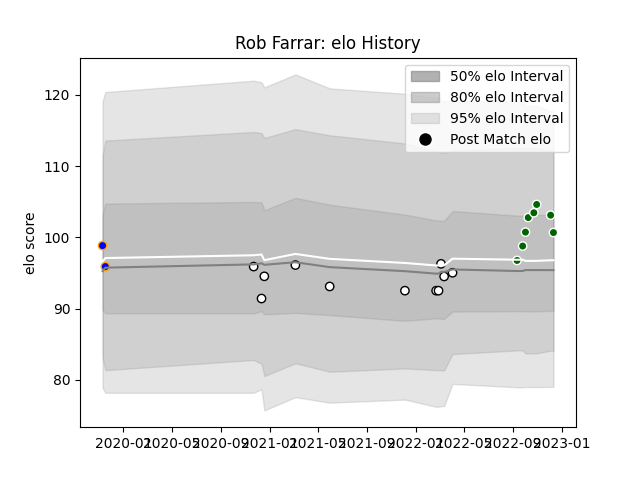 Rob Farrar: elo History
50% elo Interval
80% elo Interval
95% elo Interval
Post Match elo
elo score
120
110
100
90
80
2020-01 2020-05 2020-09 2021-01 2021-05 2021-09 2022-01 2022-05 2022-09 2023-01